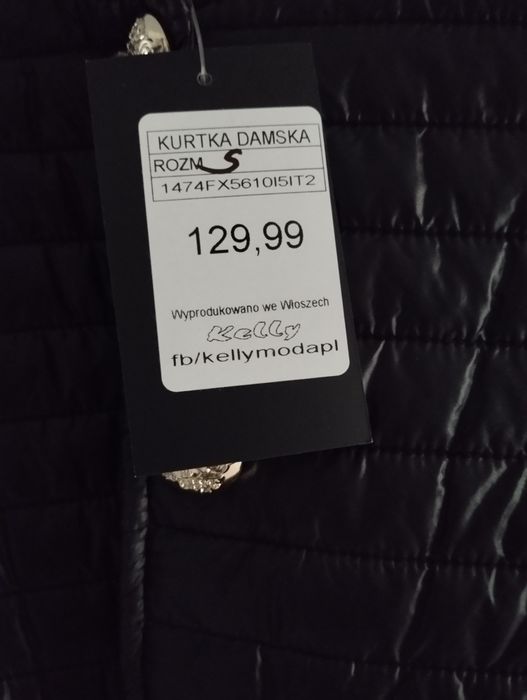 KURTKA DAMSKA
ROZM S
1474FX5610I5IT2
129,99
Wyprodukowano we Włoszech
Kelly
fb/kellymodapl